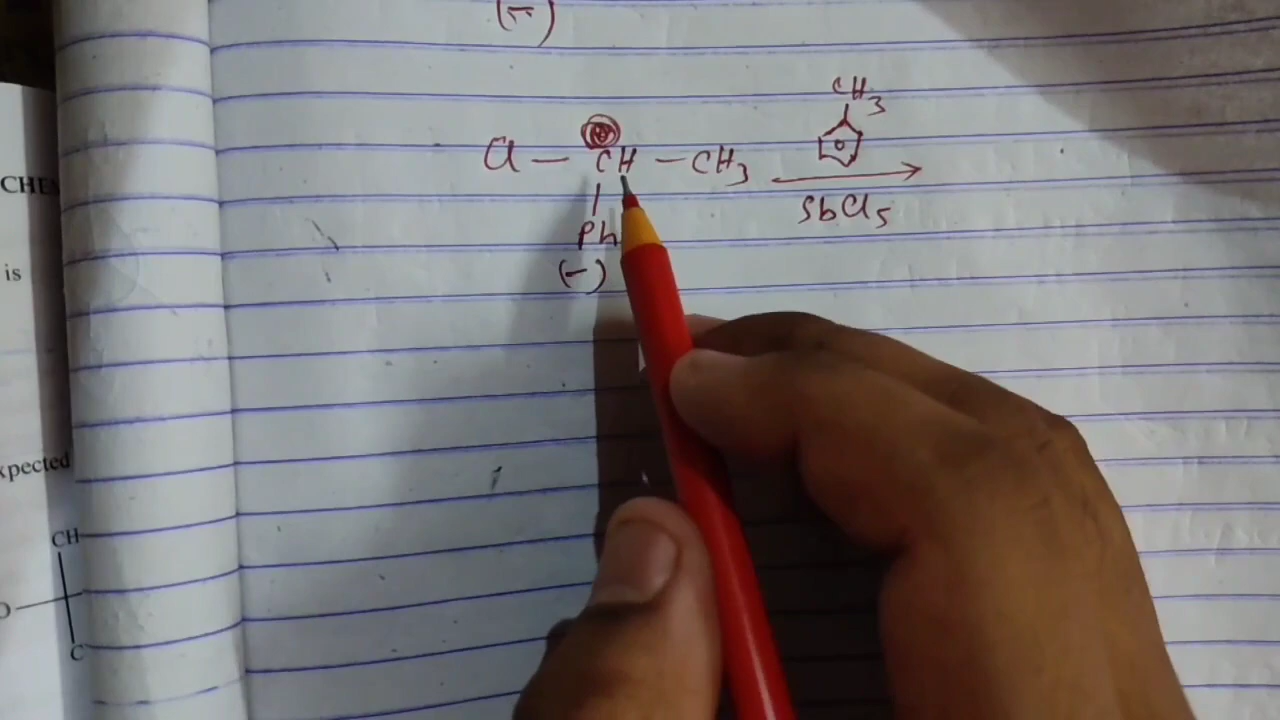 (−)
CH3
Cl — CH — CH3
SbCl5
Ph
(−)
CHE
is
xpected
CH
O
C